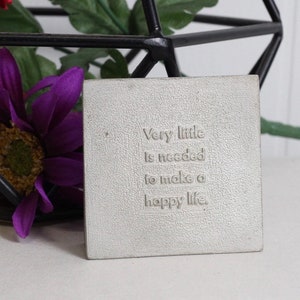 Very little
is needed
to make a
happy life.